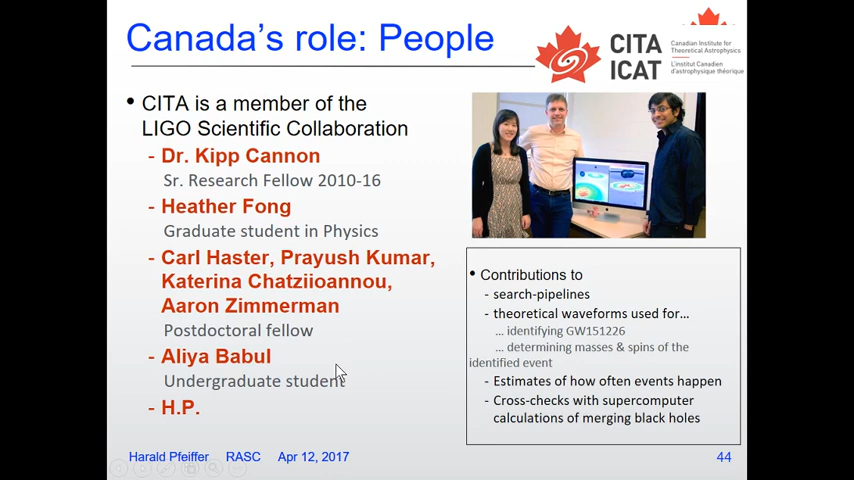 Canada's role: People
CITA
ICAT
Canadian Institute for
Theoretical Astrophysics
L'institut Canadien
d'astrophysique théorique
• CITA is a member of the
LIGO Scientific Collaboration
- Dr. Kipp Cannon
Sr. Research Fellow 2010-16
- Heather Fong
Graduate student in Physics
- Carl Haster, Prayush Kumar,
Katerina Chatziioannou,
Aaron Zimmerman
Postdoctoral fellow
- Aliya Babul
Undergraduate student
- H.P.
• Contributions to
- search-pipelines
- theoretical waveforms used for...
... identifying GW151226
... determining masses & spins of the
identified event
- Estimates of how often events happen
- Cross-checks with supercomputer
calculations of merging black holes
Harald Pfeiffer RASC Apr 12, 2017
44